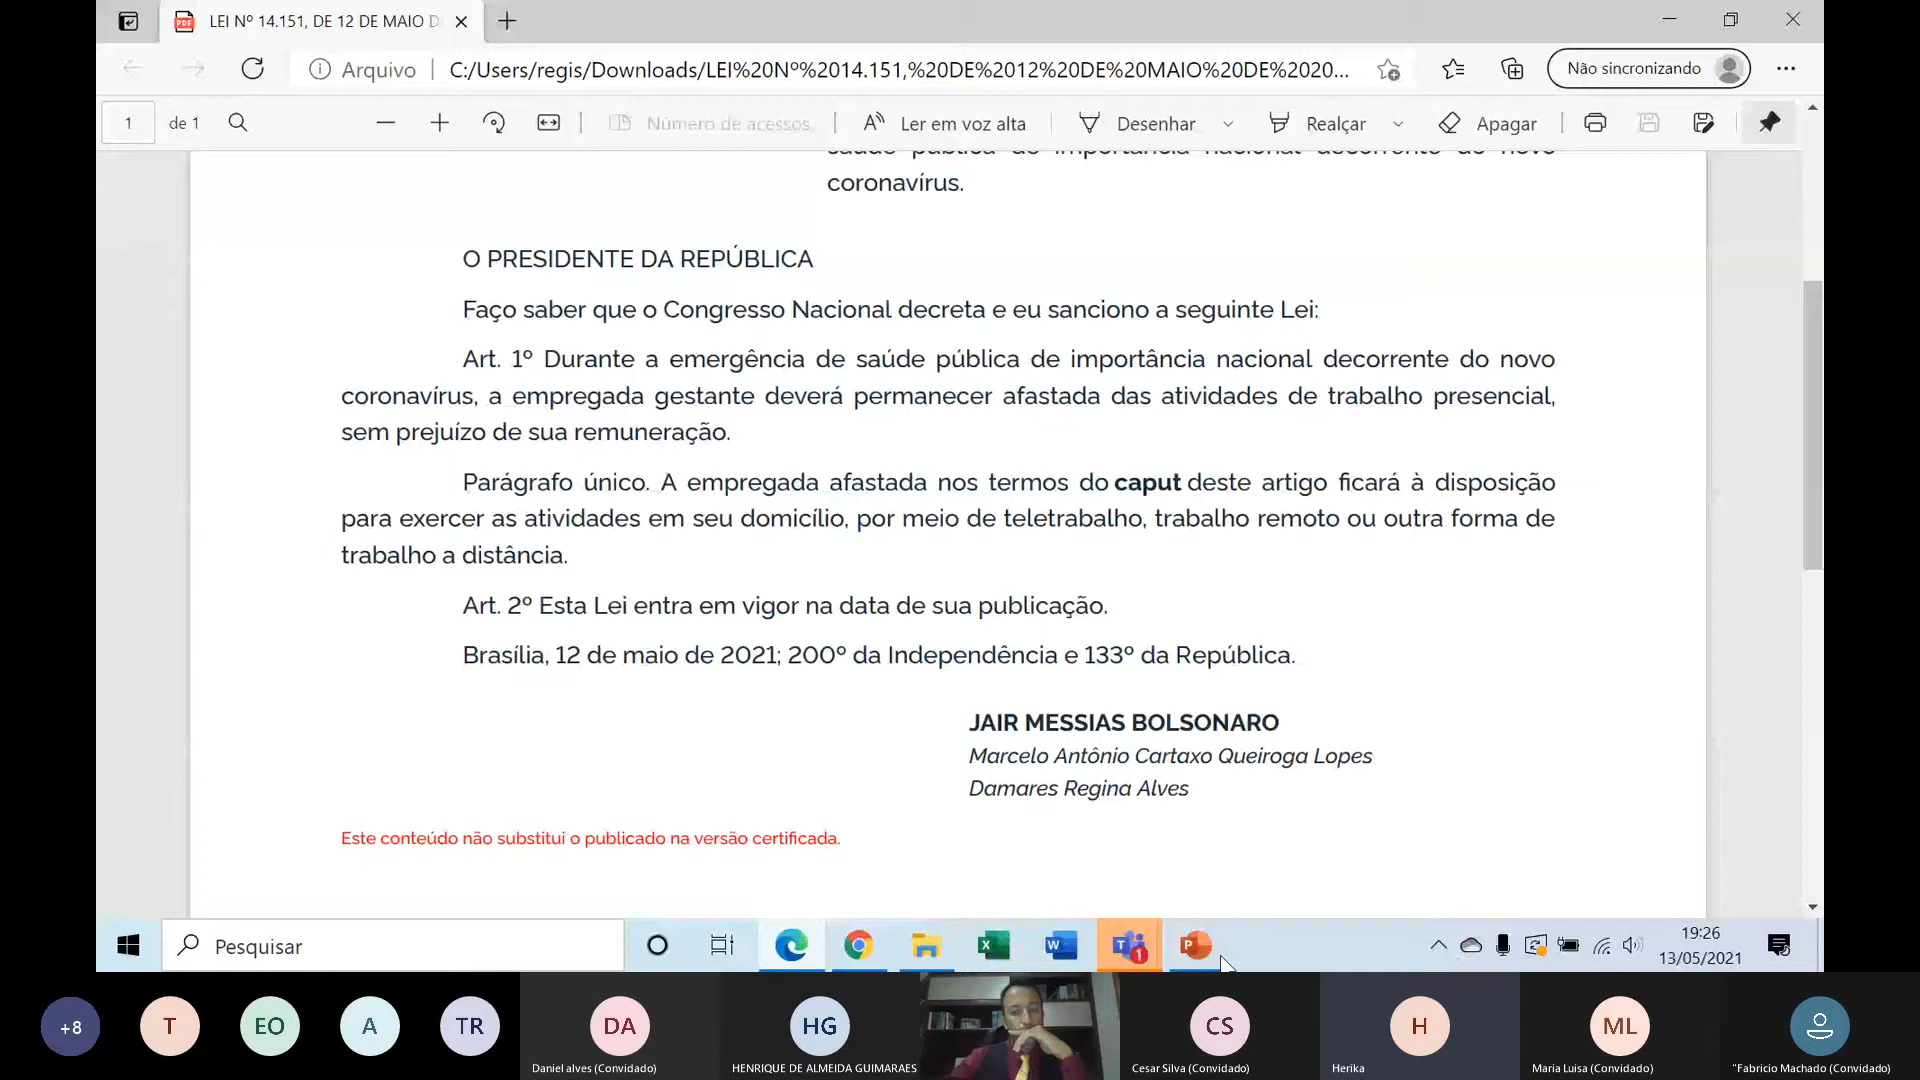 LEI Nº 14.151, DE 12 DE MAIO D
Arquivo
C:/Users/regis/Downloads/LEI%20Nº%2014.151,%20DE%2012%20DE%20MAIO%20DE%2020...
Não sincronizando
1 de 1
Número de acessos
Ler em voz alta
Desenhar
Realçar
Apagar
saúde pública de importância nacional decorrente do novo
coronavírus.
O PRESIDENTE DA REPÚBLICA
Faço saber que o Congresso Nacional decreta e eu sanciono a seguinte Lei:
Art. 1º Durante a emergência de saúde pública de importância nacional decorrente do novo
coronavírus, a empregada gestante deverá permanecer afastada das atividades de trabalho presencial,
sem prejuízo de sua remuneração.
Parágrafo único. A empregada afastada nos termos do caput deste artigo ficará à disposição
para exercer as atividades em seu domicílio, por meio de teletrabalho, trabalho remoto ou outra forma de
trabalho a distância.
Art. 2º Esta Lei entra em vigor na data de sua publicação.
Brasília, 12 de maio de 2021; 200º da Independência e 133º da República.
JAIR MESSIAS BOLSONARO
Marcelo Antônio Cartaxo Queiroga Lopes
Damares Regina Alves
Este conteúdo não substitui o publicado na versão certificada.
Pesquisar
19:26
13/05/2021
+8
T
EO
A
TR
DA
HG
CS
H
ML
Daniel alves (Convidado)
HENRIQUE DE ALMEIDA GUIMARAES
Cesar Silva (Convidado)
Herika
Maria Luisa (Convidado)
"Fabricio Machado (Convidado)